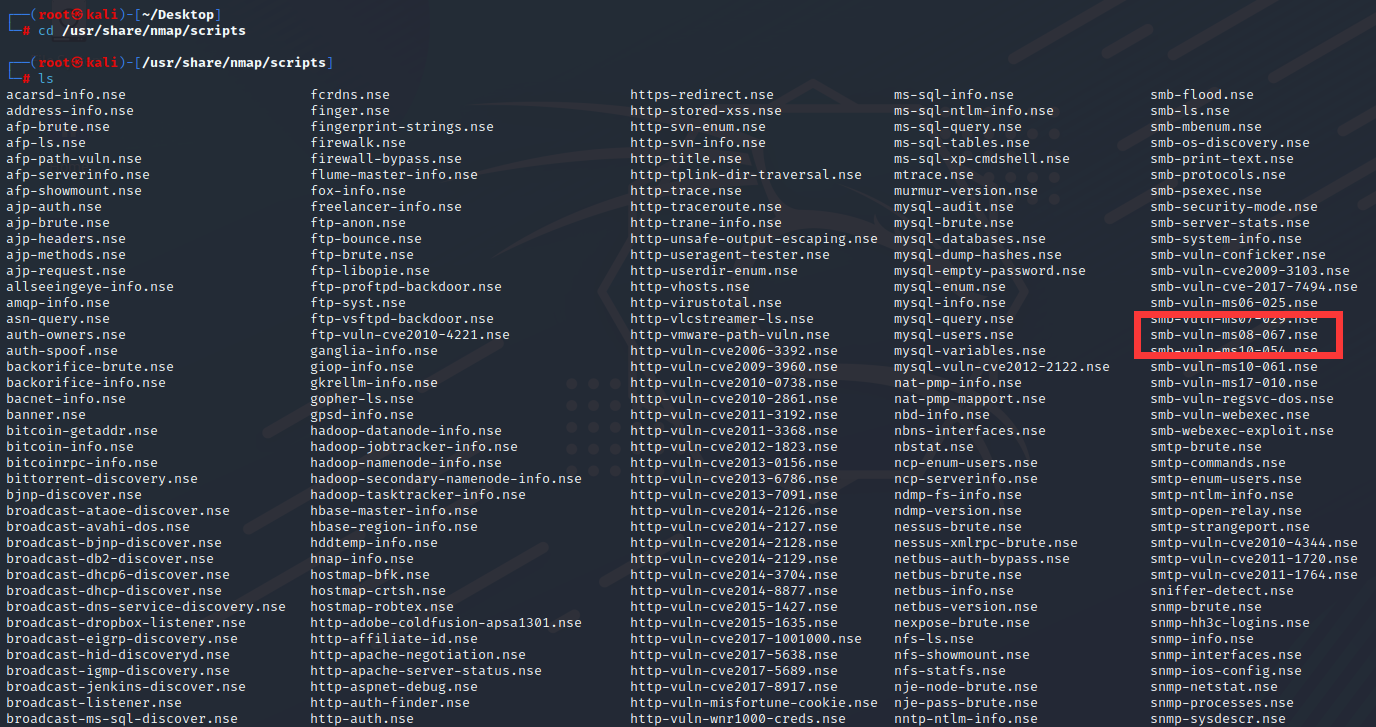 ┌──(root㉿kali)-[~/Desktop]
└─# cd /usr/share/nmap/scripts
┌──(root㉿kali)-[/usr/share/nmap/scripts]
└─# ls
acarsd-info.nse fcrdns.nse https-redirect.nse ms-sql-info.nse smb-flood.nse
address-info.nse finger.nse http-stored-xss.nse ms-sql-ntlm-info.nse smb-ls.nse
afp-brute.nse fingerprint-strings.nse http-svn-enum.nse ms-sql-query.nse smb-mbenum.nse
afp-ls.nse firewalk.nse http-svn-info.nse ms-sql-tables.nse smb-os-discovery.nse
afp-path-vuln.nse firewall-bypass.nse http-title.nse ms-sql-xp-cmdshell.nse smb-print-text.nse
afp-serverinfo.nse flume-master-info.nse http-tplink-dir-traversal.nse mtrace.nse smb-protocols.nse
afp-showmount.nse fox-info.nse http-trace.nse murmur-version.nse smb-psexec.nse
ajp-auth.nse freelancer-info.nse http-traceroute.nse mysql-audit.nse smb-security-mode.nse
ajp-brute.nse ftp-anon.nse http-trane-info.nse mysql-brute.nse smb-server-stats.nse
ajp-headers.nse ftp-bounce.nse http-unsafe-output-escaping.nse mysql-databases.nse smb-system-info.nse
ajp-methods.nse ftp-brute.nse http-useragent-tester.nse mysql-dump-hashes.nse smb-vuln-conficker.nse
ajp-request.nse ftp-libopie.nse http-userdir-enum.nse mysql-empty-password.nse smb-vuln-cve2009-3103.nse
allseeingeye-info.nse ftp-proftpd-backdoor.nse http-vhosts.nse mysql-enum.nse smb-vuln-cve-2017-7494.nse
amqp-info.nse ftp-syst.nse http-virustotal.nse mysql-info.nse smb-vuln-ms06-025.nse
asn-query.nse ftp-vsftpd-backdoor.nse http-vlcstreamer-ls.nse mysql-query.nse smb-vuln-ms07-029.nse
auth-owners.nse ftp-vuln-cve2010-4221.nse http-vmware-path-vuln.nse mysql-users.nse smb-vuln-ms08-067.nse
auth-spoof.nse ganglia-info.nse http-vuln-cve2006-3392.nse mysql-variables.nse smb-vuln-ms10-054.nse
backorifice-brute.nse giop-info.nse http-vuln-cve2009-3960.nse mysql-vuln-cve2012-2122.nse smb-vuln-ms10-061.nse
backorifice-info.nse gkrellm-info.nse http-vuln-cve2010-0738.nse nat-pmp-info.nse smb-vuln-ms17-010.nse
bacnet-info.nse gopher-ls.nse http-vuln-cve2010-2861.nse nat-pmp-mapport.nse smb-vuln-regsvc-dos.nse
banner.nse gpsd-info.nse http-vuln-cve2011-3192.nse nbd-info.nse smb-vuln-webexec.nse
bitcoin-getaddr.nse hadoop-datanode-info.nse http-vuln-cve2011-3368.nse nbns-interfaces.nse smb-webexec-exploit.nse
bitcoin-info.nse hadoop-jobtracker-info.nse http-vuln-cve2012-1823.nse nbstat.nse smtp-brute.nse
bitcoinrpc-info.nse hadoop-namenode-info.nse http-vuln-cve2013-0156.nse ncp-enum-users.nse smtp-commands.nse
bittorrent-discovery.nse hadoop-secondary-namenode-info.nse http-vuln-cve2013-6786.nse ncp-serverinfo.nse smtp-enum-users.nse
bjnp-discover.nse hadoop-tasktracker-info.nse http-vuln-cve2013-7091.nse ndmp-fs-info.nse smtp-ntlm-info.nse
broadcast-ataoe-discover.nse hbase-master-info.nse http-vuln-cve2014-2126.nse ndmp-version.nse smtp-open-relay.nse
broadcast-avahi-dos.nse hbase-region-info.nse http-vuln-cve2014-2127.nse nessus-brute.nse smtp-strangeport.nse
broadcast-bjnp-discover.nse hddtemp-info.nse http-vuln-cve2014-2128.nse nessus-xmlrpc-brute.nse smtp-vuln-cve2010-4344.nse
broadcast-db2-discover.nse hnap-info.nse http-vuln-cve2014-2129.nse netbus-auth-bypass.nse smtp-vuln-cve2011-1720.nse
broadcast-dhcp6-discover.nse hostmap-bfk.nse http-vuln-cve2014-3704.nse netbus-brute.nse smtp-vuln-cve2011-1764.nse
broadcast-dhcp-discover.nse hostmap-crtsh.nse http-vuln-cve2014-8877.nse netbus-info.nse sniffer-detect.nse
broadcast-dns-service-discovery.nse hostmap-robtex.nse http-vuln-cve2015-1427.nse netbus-version.nse snmp-brute.nse
broadcast-dropbox-listener.nse http-adobe-coldfusion-apsa1301.nse http-vuln-cve2015-1635.nse nexpose-brute.nse snmp-hh3c-logins.nse
broadcast-eigrp-discovery.nse http-affiliate-id.nse http-vuln-cve2017-1001000.nse nfs-ls.nse snmp-info.nse
broadcast-hid-discoveryd.nse http-apache-negotiation.nse http-vuln-cve2017-5638.nse nfs-showmount.nse snmp-interfaces.nse
broadcast-igmp-discovery.nse http-apache-server-status.nse http-vuln-cve2017-5689.nse nfs-statfs.nse snmp-ios-config.nse
broadcast-jenkins-discover.nse http-aspnet-debug.nse http-vuln-cve2017-8917.nse nje-node-brute.nse snmp-netstat.nse
broadcast-listener.nse http-auth-finder.nse http-vuln-misfortune-cookie.nse nje-pass-brute.nse snmp-processes.nse
broadcast-ms-sql-discover.nse http-auth.nse http-vuln-wnr1000-creds.nse nntp-ntlm-info.nse snmp-sysdescr.nse